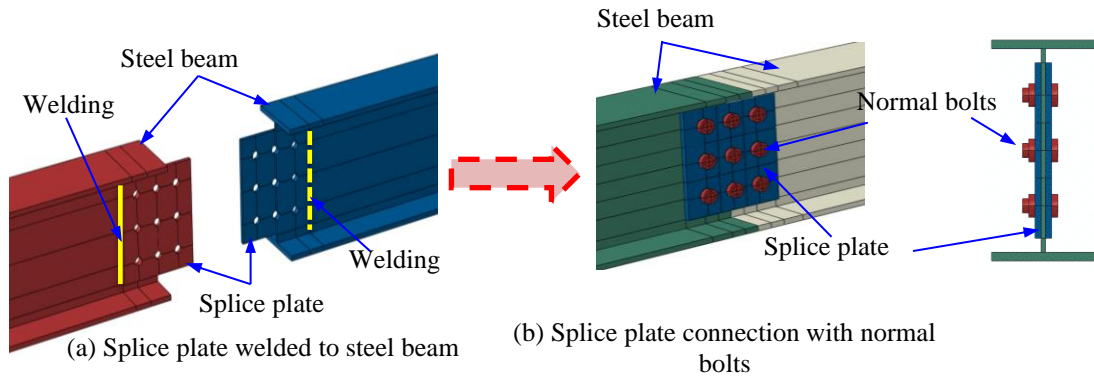 Steel beam
Welding
Welding
Splice plate
(a) Splice plate welded to steel beam
Steel beam
Normal bolts
Splice plate
(b) Splice plate connection with normal
bolts